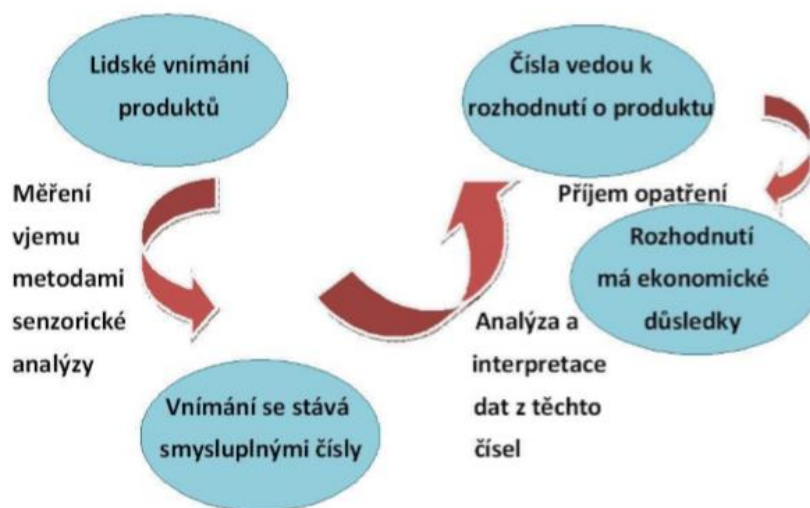 Lidské vnímání
produktů
Měření
vjemu
metodami
senzorické
analýzy
Vnímání se stává
smysluplnými čísly
Analýza a
interpretace
dat z těchto
čísel
Čísla vedou k
rozhodnutí o produktu
Příjem opatření
Rozhodnutí
má ekonomické
důsledky